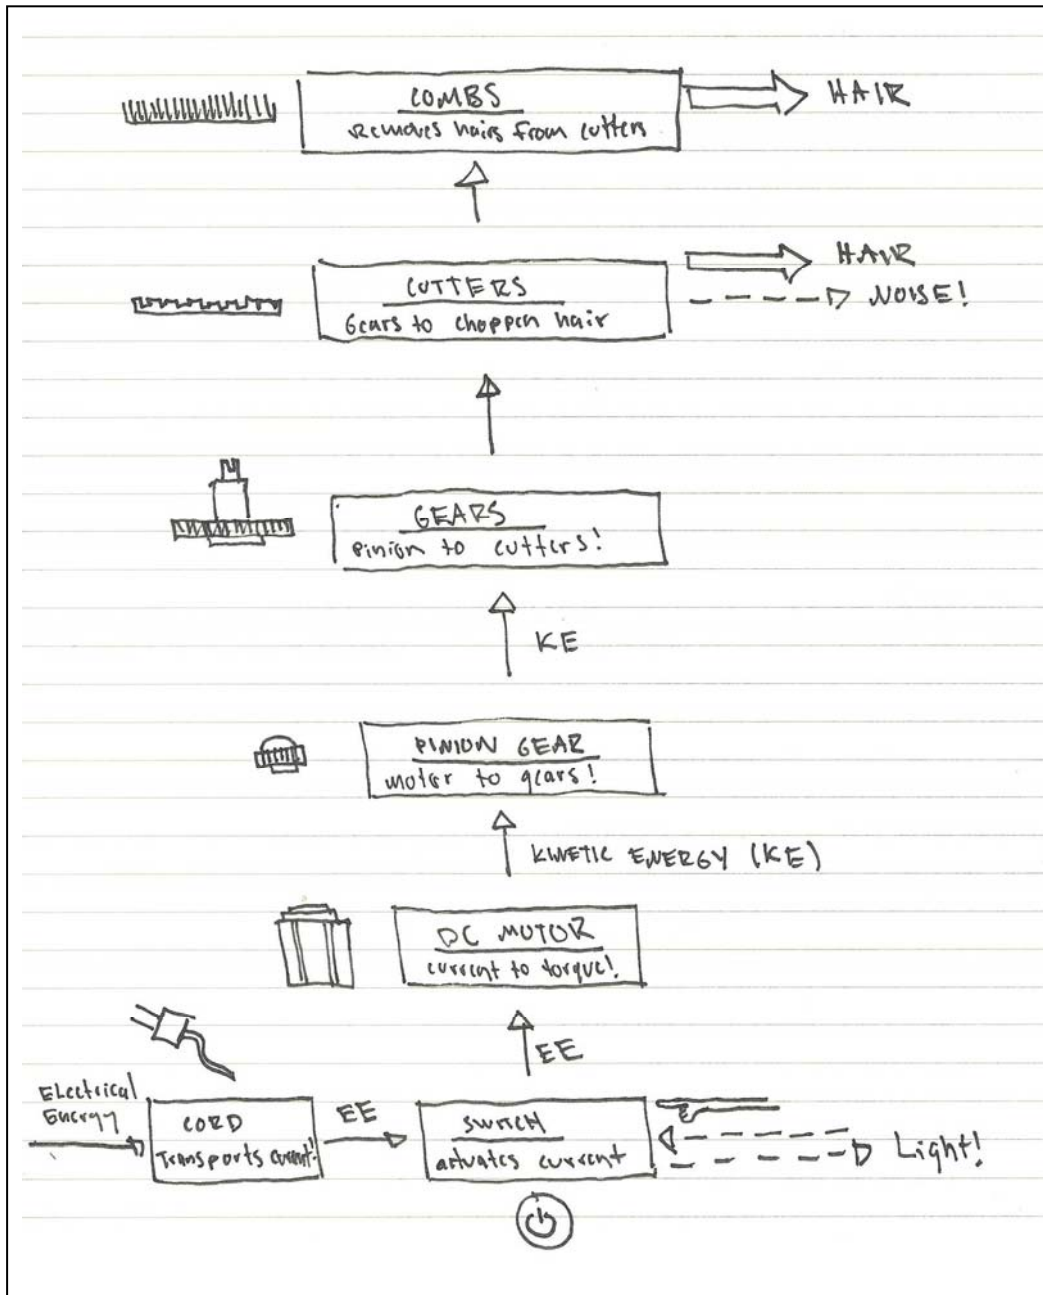 COMBS
Removes hairs from cutters
HAIR
CUTTERS
Gears to choppen hair
HAIR
NOISE!
GEARS
Pinion to cutters!
KE
PINION GEAR
motor to gears!
KINETIC ENERGY (KE)
DC MOTOR
current to torque!
EE
Electrical
Energy
CORD
Transports current!
EE
SWITCH
actuates current
Light!